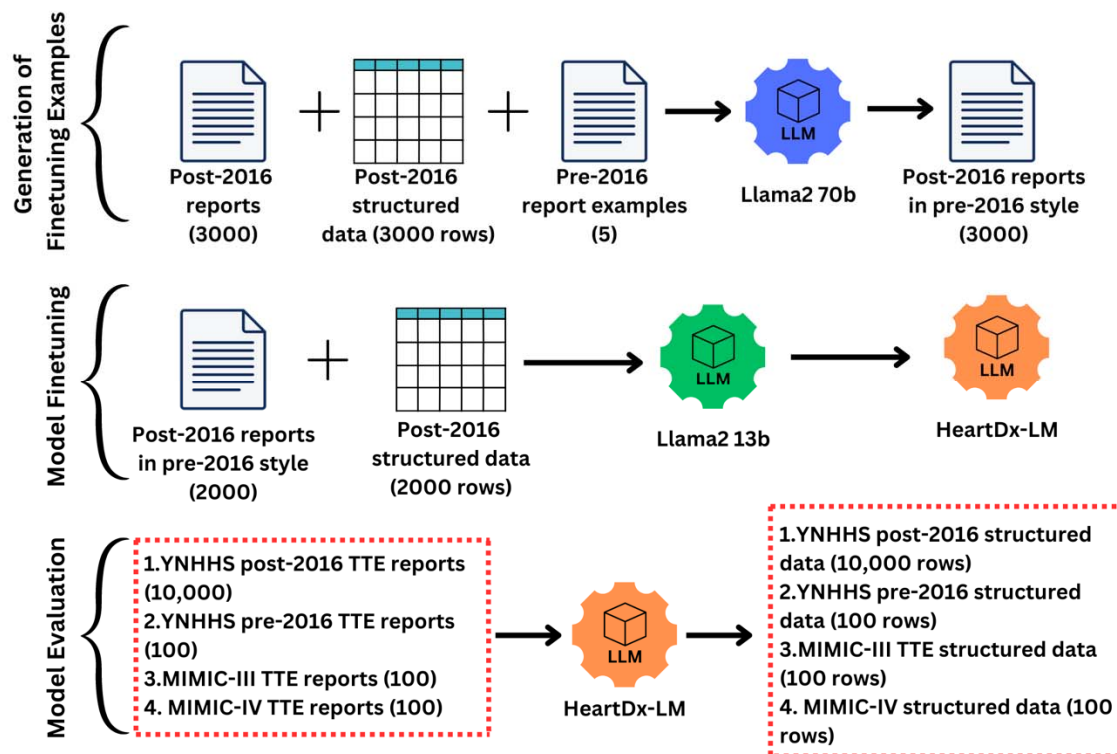 Generation of
Finetuning Examples
Post-2016
reports
(3000)
Post-2016
structured
data (3000 rows)
Pre-2016
report examples
(5)
LLM
Llama2 70b
Post-2016 reports
in pre-2016 style
(3000)
Model Finetuning
Post-2016 reports
in pre-2016 style
(2000)
Post-2016
structured data
(2000 rows)
LLM
Llama2 13b
LLM
HeartDx-LM
Model Evaluation
1.YNHHS post-2016 TTE reports
(10,000)
2.YNHHS pre-2016 TTE reports
(100)
3.MIMIC-III TTE reports (100)
4. MIMIC-IV TTE reports (100)
LLM
HeartDx-LM
1.YNHHS post-2016 structured
data (10,000 rows)
2.YNHHS pre-2016 structured
data (100 rows)
3.MIMIC-III TTE structured data
(100 rows)
4. MIMIC-IV structured data (100
rows)